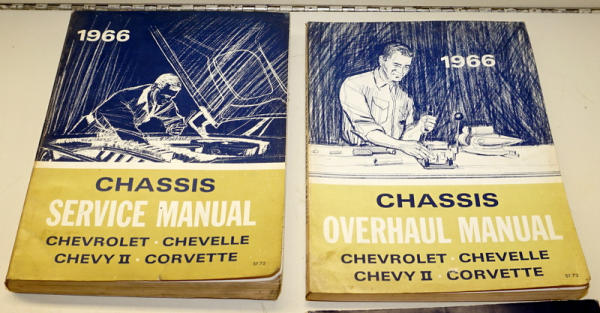 1966
CHASSIS
SERVICE MANUAL
CHEVROLET · CHEVELLE
CHEVY II · CORVETTE
1966
CHASSIS
OVERHAUL MANUAL
CHEVROLET · CHEVELLE
CHEVY II · CORVETTE